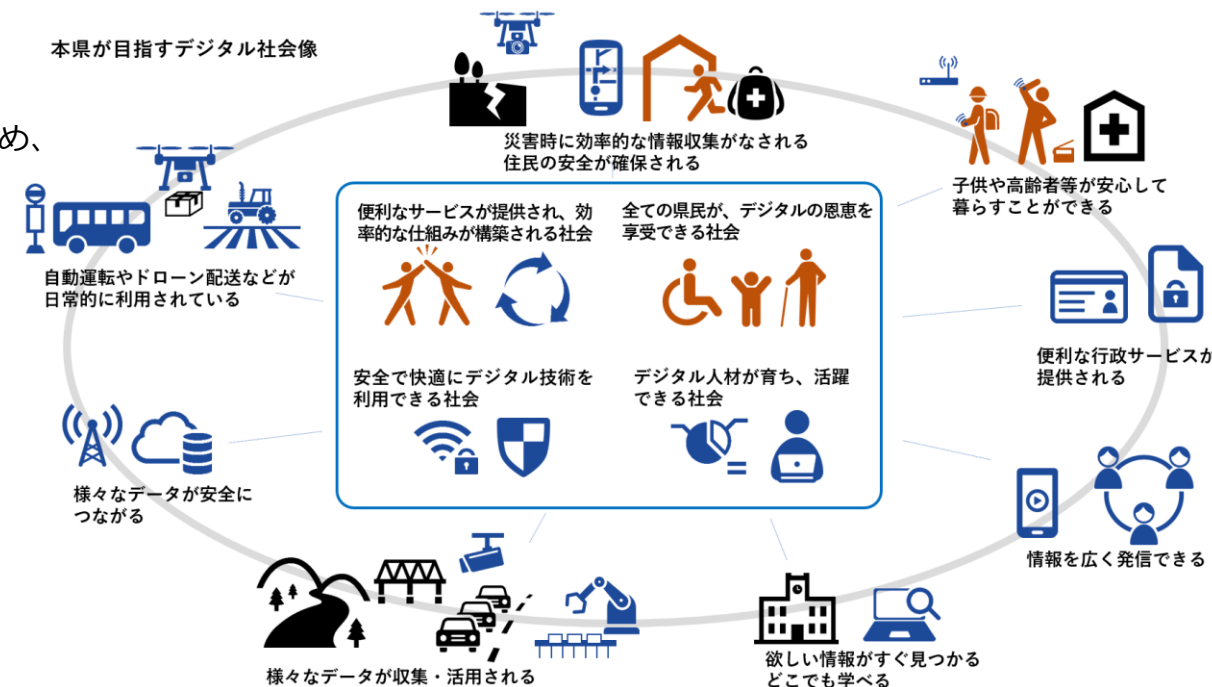 本県が目指すデジタル社会像
め、
災害時に効率的な情報収集がなされる
住民の安全が確保される
子供や高齢者等が安心して
暮らすことができる
自動運転やドローン配送などが
日常的に利用されている
便利なサービスが提供され、効
率的な仕組みが構築される社会
全ての県民が、デジタルの恩恵を
享受できる社会
便利な行政サービスが
提供される
安全で快適にデジタル技術を
利用できる社会
デジタル人材が育ち、活躍
できる社会
様々なデータが安全に
つながる
情報を広く発信できる
様々なデータが収集・活用される
欲しい情報がすぐ見つかる
どこでも学べる